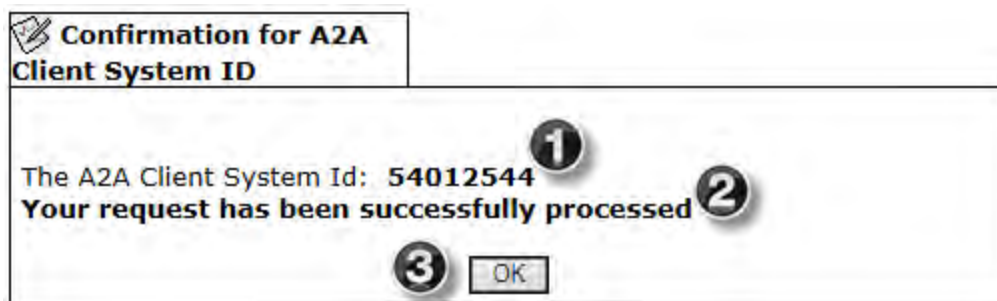 Confirmation for A2A
Client System ID
The A2A Client System Id: 54012544 1
Your request has been successfully processed 2
3 OK